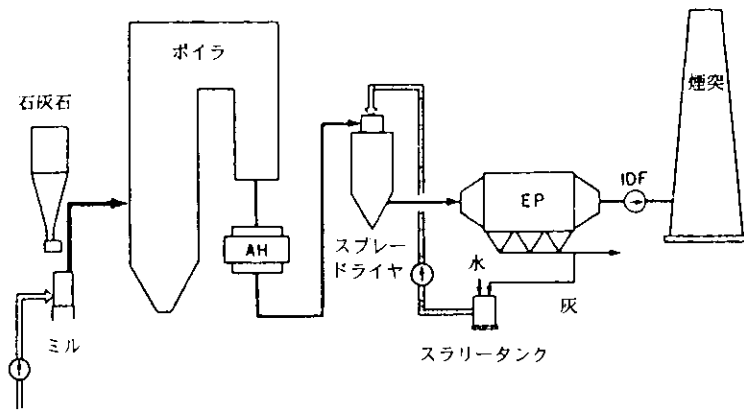 ボイラ
煙突
石灰石
IDF
EP
AH
スプレー
ドライヤ
水
灰
ミル
スラリータンク